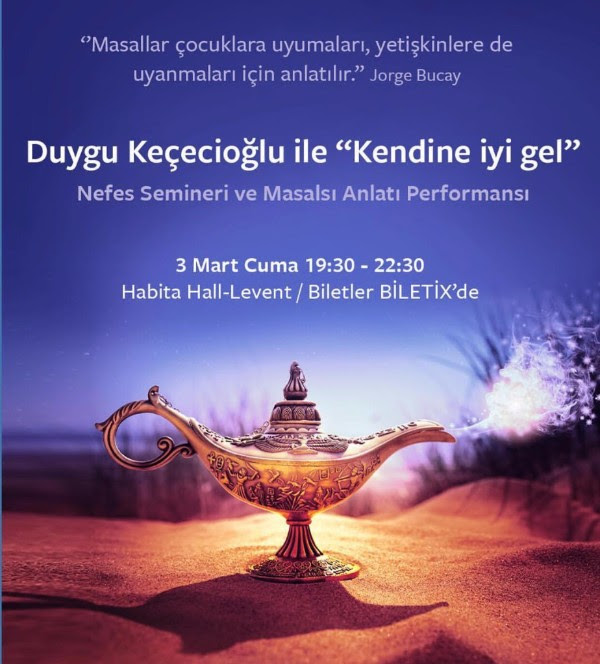 ‘’Masallar çocuklara uyumaları, yetişkinlere de
uyanmaları için anlatılır.” Jorge Bucay
Duygu Keçecioğlu ile “Kendine iyi gel”
Nefes Semineri ve Masalsı Anlatı Performansı
3 Mart Cuma 19:30 - 22:30
Habita Hall-Levent / Biletler BİLETİX’de